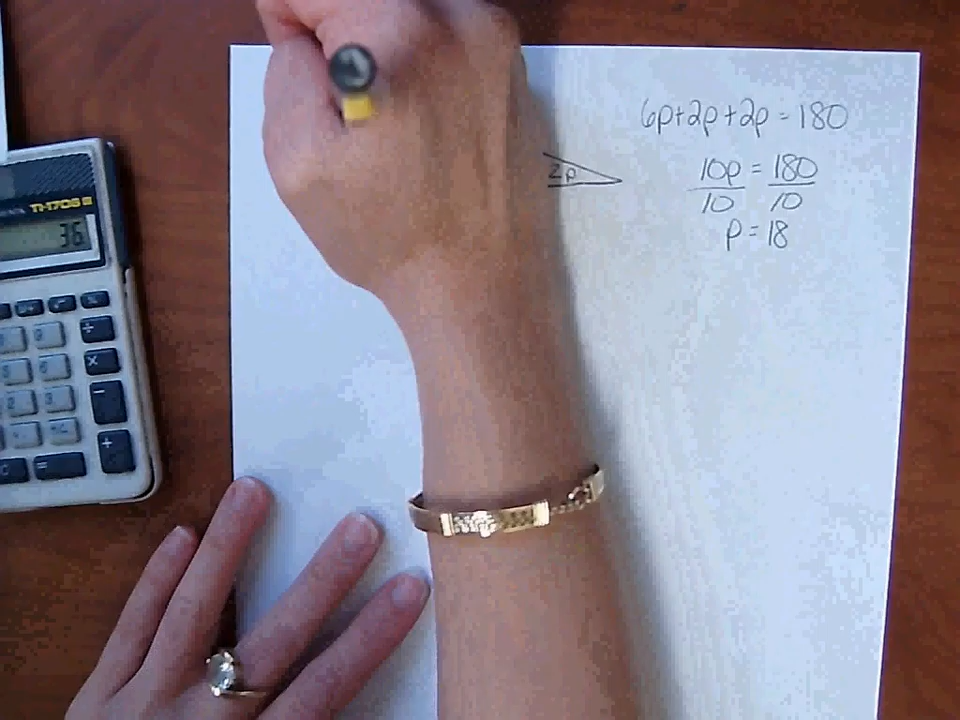 6p+2p+2p = 180
2p
10p = 180
10 10
p = 18
TI-1706
36
÷
×
−
+
=